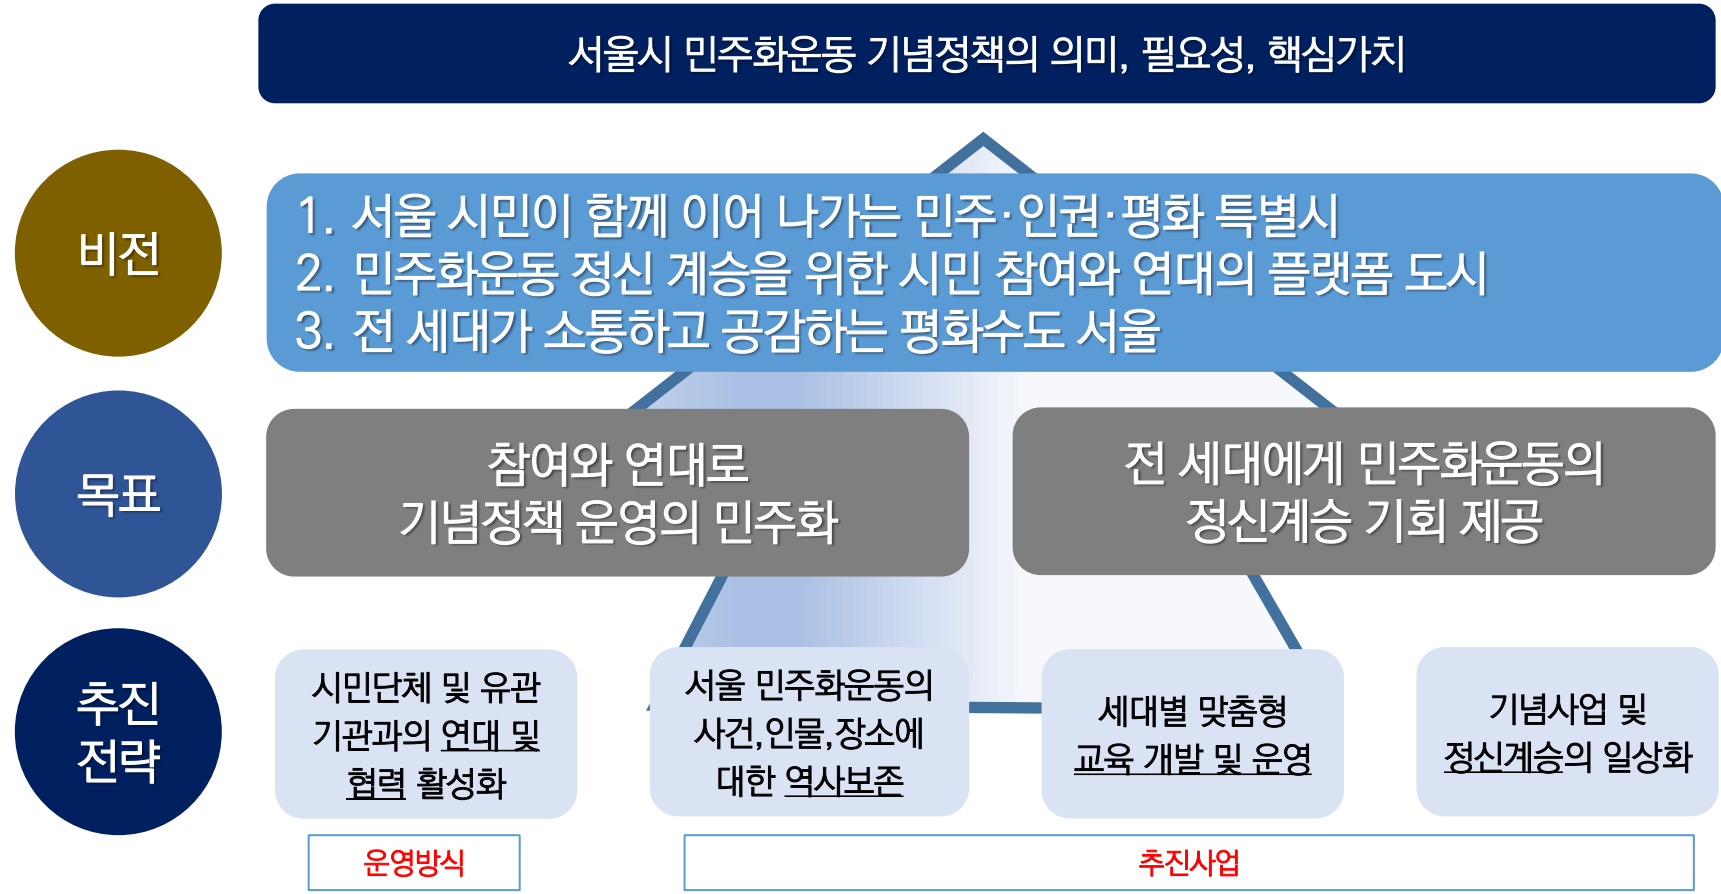 서울시 민주화운동 기념정책의 의미, 필요성, 핵심가치
비전
1. 서울 시민이 함께 이어 나가는 민주·인권·평화 특별시
2. 민주화운동 정신 계승을 위한 시민 참여와 연대의 플랫폼 도시
3. 전 세대가 소통하고 공감하는 평화수도 서울
목표
참여와 연대로
기념정책 운영의 민주화
전 세대에게 민주화운동의
정신계승 기회 제공
추진
전략
시민단체 및 유관
기관과의 연대 및
협력 활성화
서울 민주화운동의
사건,인물,장소에
대한 역사보존
세대별 맞춤형
교육 개발 및 운영
기념사업 및
정신계승의 일상화
운영방식
추진사업